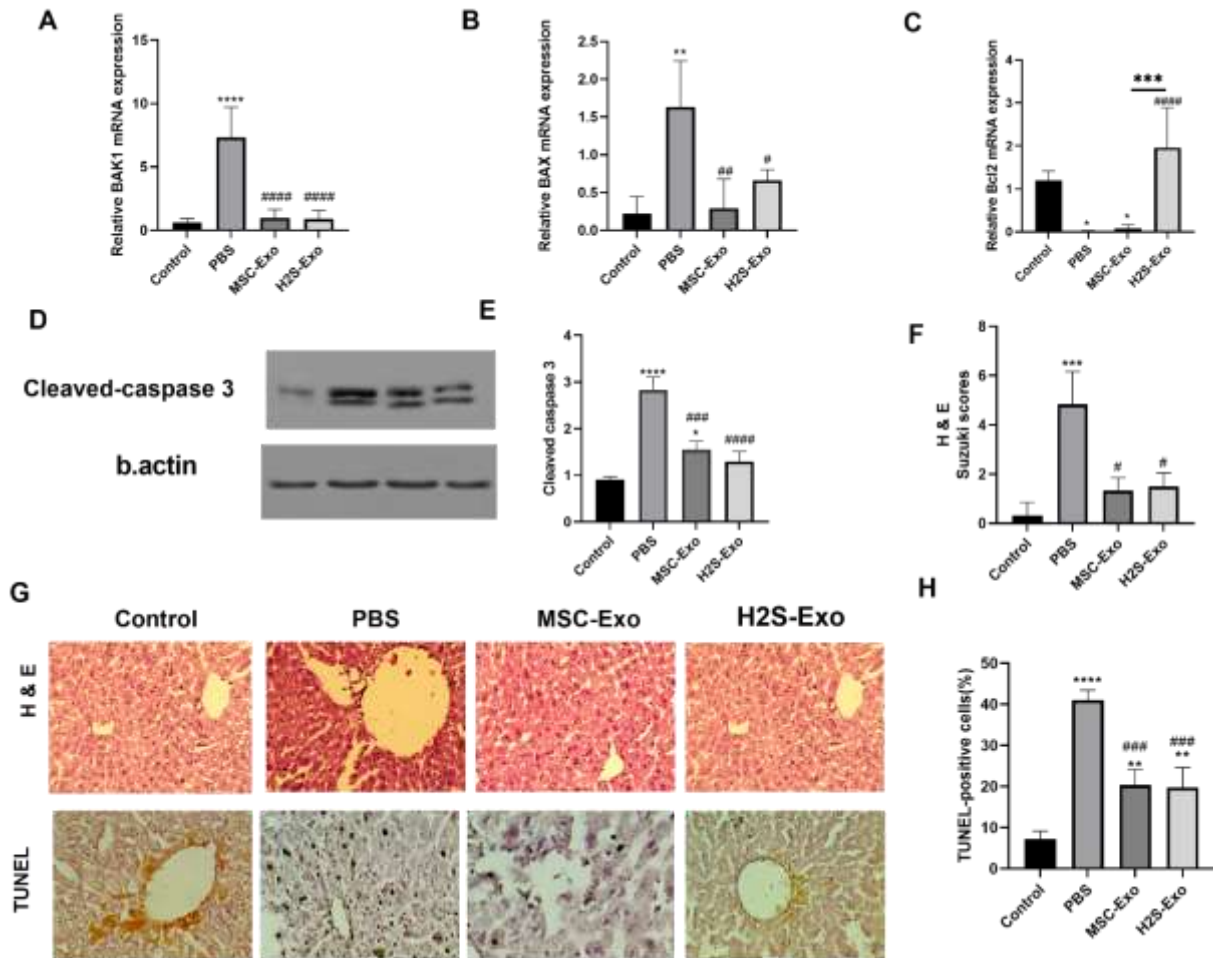 A
Relative BAK1 mRNA expression
15
10
5
0
****
####
####
Control
PBS
MSC-Exo
H2S-Exo
B
Relative BAX mRNA expression
2.5
2.0
1.5
1.0
0.5
0.0
**
##
#
Control
PBS
MSC-Exo
H2S-Exo
C
Relative Bcl2 mRNA expression
4
3
2
1
0
***
####
*
*
Control
PBS
MSC-Exo
H2S-Exo
D
Cleaved-caspase 3
b.actin
E
Cleaved caspase 3
4
3
2
1
0
****
###
*
####
Control
PBS
MSC-Exo
H2S-Exo
F
H & E
Suzuki scores
8
6
4
2
0
***
#
#
Control
PBS
MSC-Exo
H2S-Exo
G
Control
PBS
MSC-Exo
H2S-Exo
H & E
TUNEL
H
TUNEL-positive cells(%)
50
40
30
20
10
0
****
###
**
###
**
Control
PBS
MSC-Exo
H2S-Exo